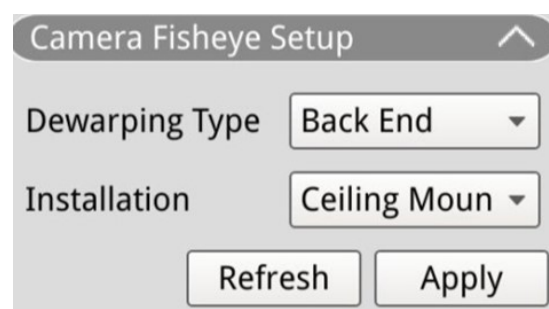 Camera Fisheye Setup
Dewarping Type Back End
Installation Ceiling Moun
Refresh Apply